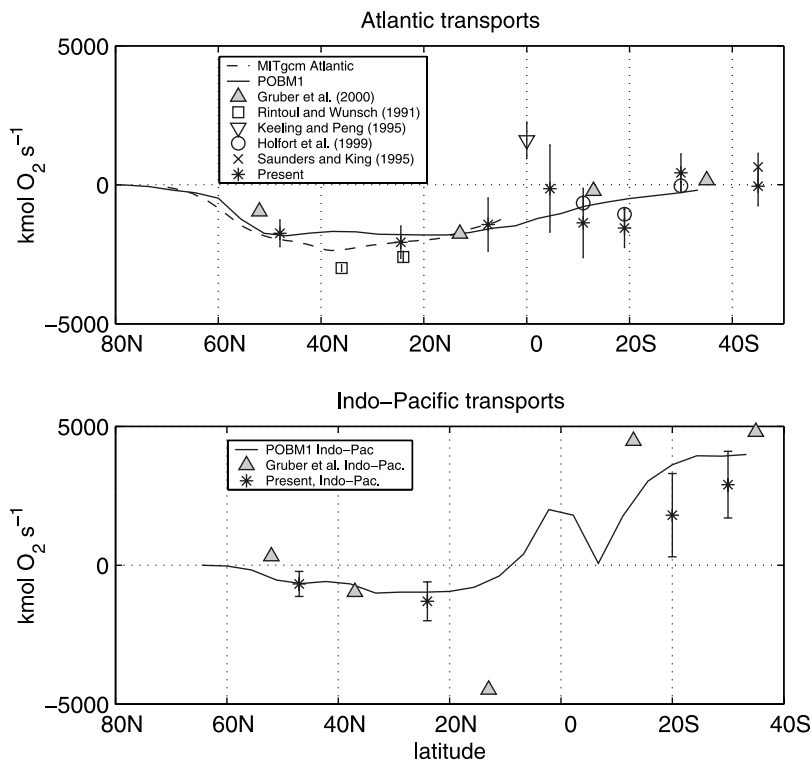 Atlantic transports
5000
0
−5000
kmol O2 s−1
MITgcm Atlantic
POBM1
Gruber et al. (2000)
Rintoul and Wunsch (1991)
Keeling and Peng (1995)
Holfort et al. (1999)
Saunders and King (1995)
Present
80N 60N 40N 20N 0 20S 40S
Indo−Pacific transports
5000
0
−5000
kmol O2 s−1
POBM1 Indo−Pac
Gruber et al. Indo−Pac.
Present, Indo−Pac.
80N 60N 40N 20N 0 20S 40S
latitude